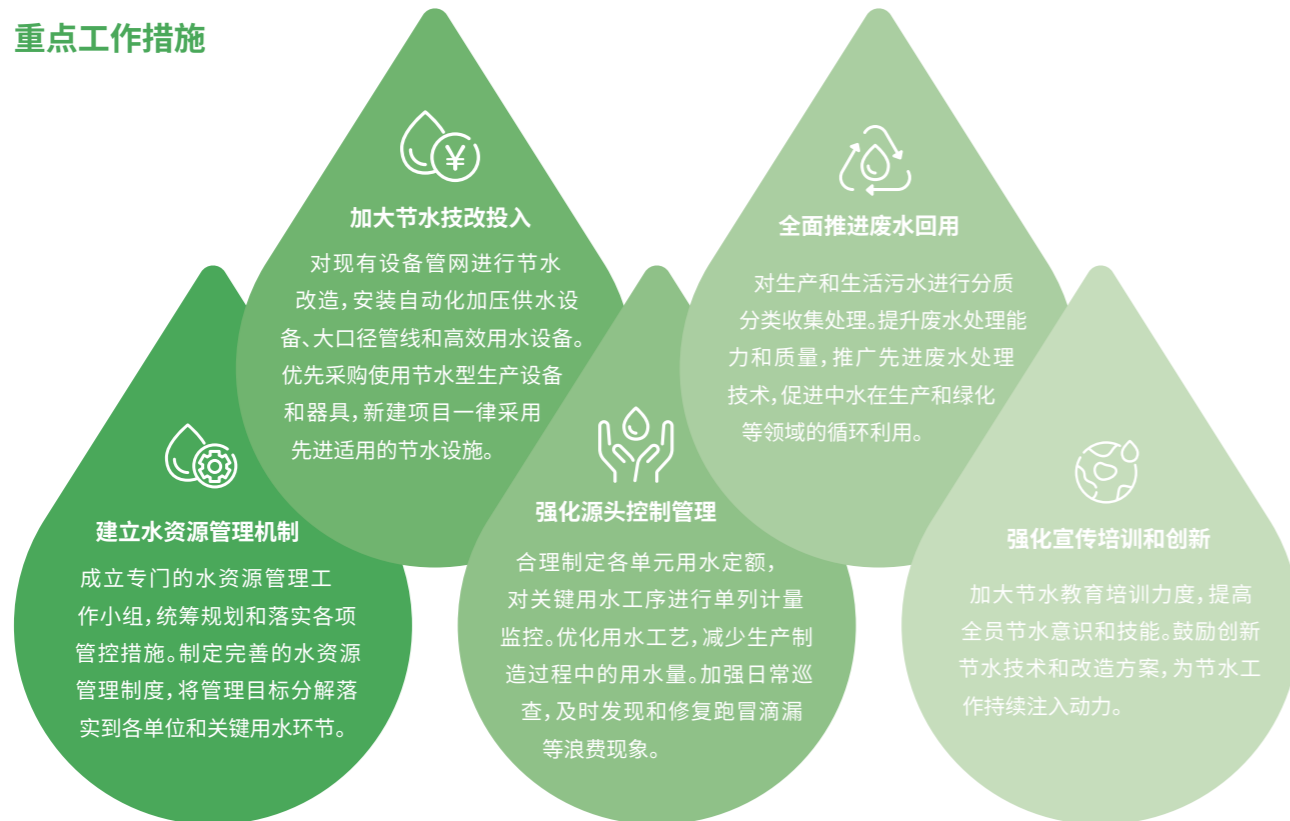 重点工作措施
建立水资源管理机制
成立专门的水资源管理工
作小组，统筹规划和落实各项
管控措施。制定完善的水资源
管理制度，将管理目标分解落
实到各单位和关键用水环节。
¥
加大节水技改投入
对现有设备管网进行节水
改造，安装自动化加压供水设
备、大口径管线和高效用水设备。
优先采购使用节水型生产设备
和器具，新建项目一律采用
先进适用的节水设施。
强化源头控制管理
合理制定各单元用水定额，
对关键用水工序进行单列计量
监控。优化用水工艺，减少生产制
造过程中的用水量。加强日常巡
查，及时发现和修复跑冒滴漏
等浪费现象。
全面推进废水回用
对生产和生活污水进行分质
分类收集处理。提升废水处理能
力和质量，推广先进废水处理
技术，促进中水在生产和绿化
等领域的循环利用。
强化宣传培训和创新
加大节水教育培训力度，提高
全员节水意识和技能。鼓励创新
节水技术和改造方案，为节水工
作持续注入动力。